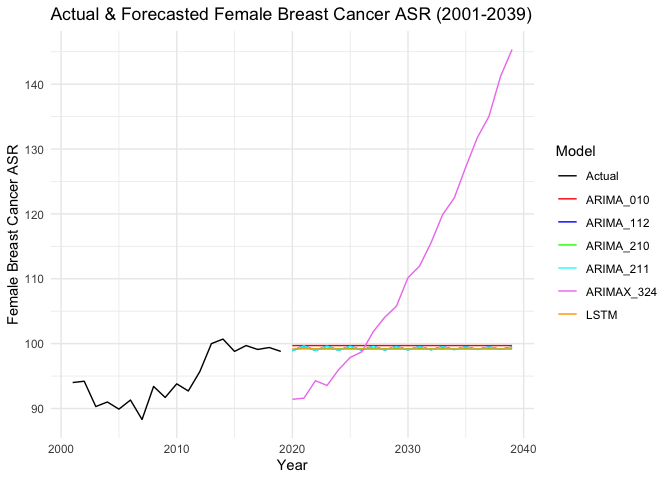 Actual & Forecasted Female Breast Cancer ASR (2001-2039)
140
130
120
110
100
90
Female Breast Cancer ASR
2000
2010
2020
2030
2040
Year
Model
Actual
ARIMA_010
ARIMA_112
ARIMA_210
ARIMA_211
ARIMAX_324
LSTM